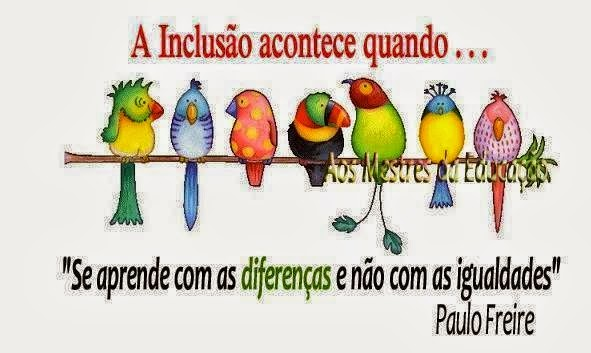 A Inclusão acontece quando . . .
Aos Mestres da Educação.
"Se aprende com as diferenças e não com as igualdades"
Paulo Freire